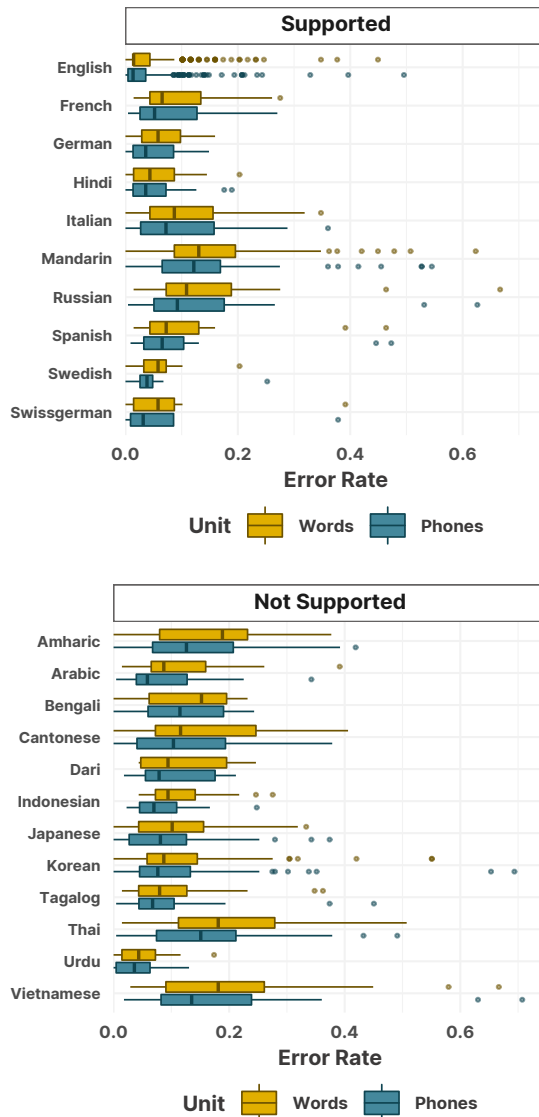 Supported
English
French
German
Hindi
Italian
Mandarin
Russian
Spanish
Swedish
Swissgerman
0.0 0.2 0.4 0.6
Error Rate
Unit Words Phones
Not Supported
Amharic
Arabic
Bengali
Cantonese
Dari
Indonesian
Japanese
Korean
Tagalog
Thai
Urdu
Vietnamese
0.0 0.2 0.4 0.6
Error Rate
Unit Words Phones